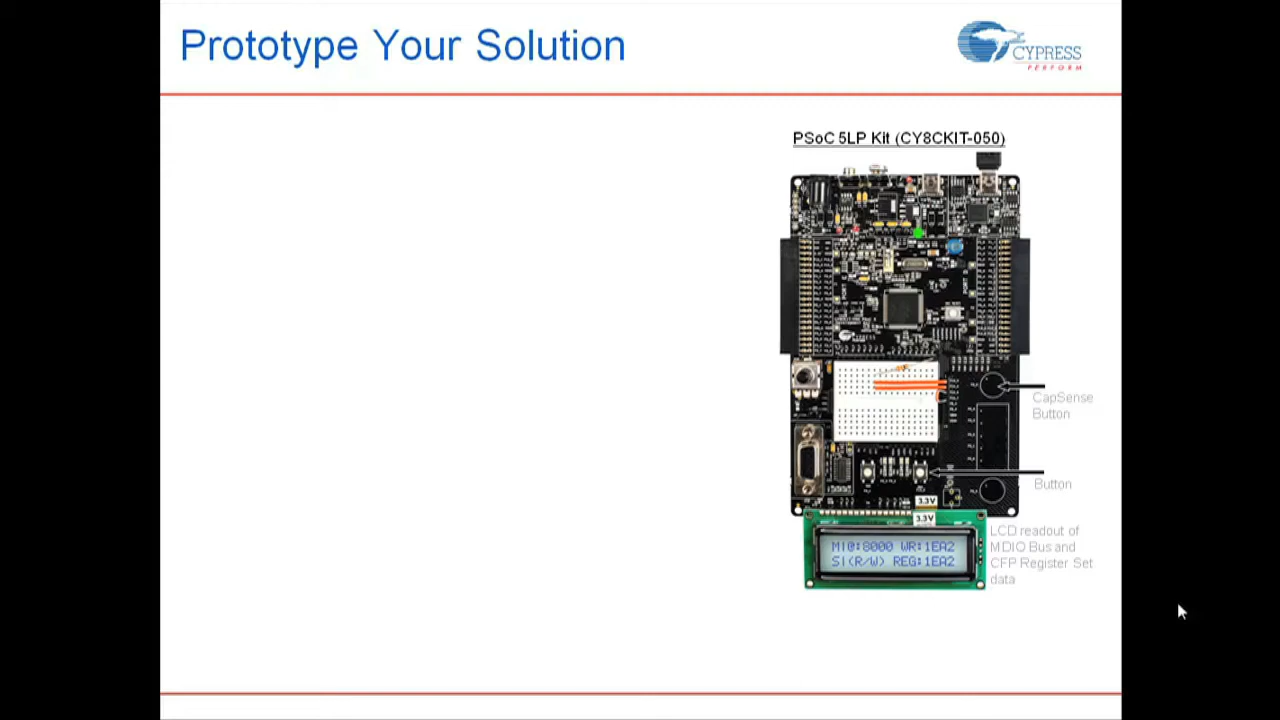 Prototype Your Solution
CYPRESS
PERFORM
PSoC 5LP Kit (CY8CKIT-050)
CapSense
Button
Button
3.3V
3.3V
LCD readout of
MDIO Bus and
CFP Register Set
data
MI@:8000 WR:1EA2
SI(R/W) REG:1EA2